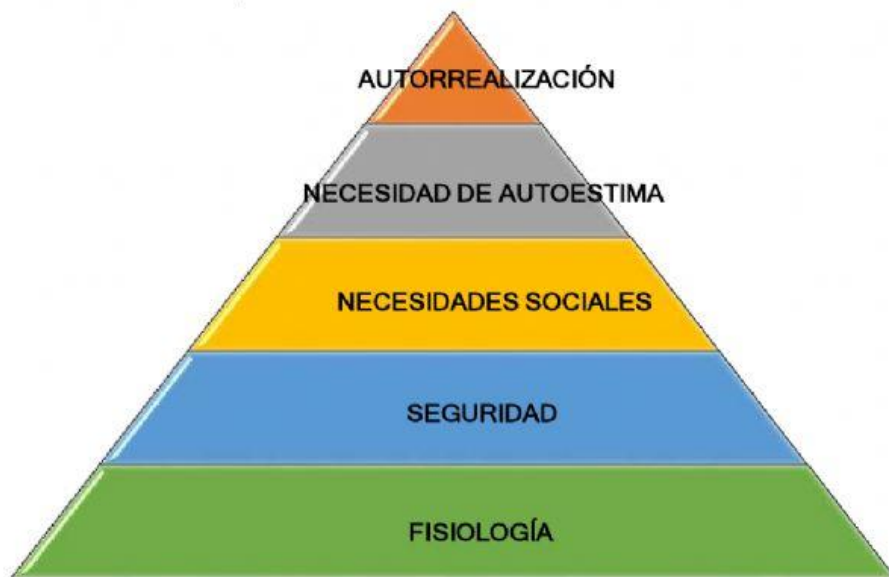 AUTORREALIZACIÓN
NECESIDAD DE AUTOESTIMA
NECESIDADES SOCIALES
SEGURIDAD
FISIOLOGÍA